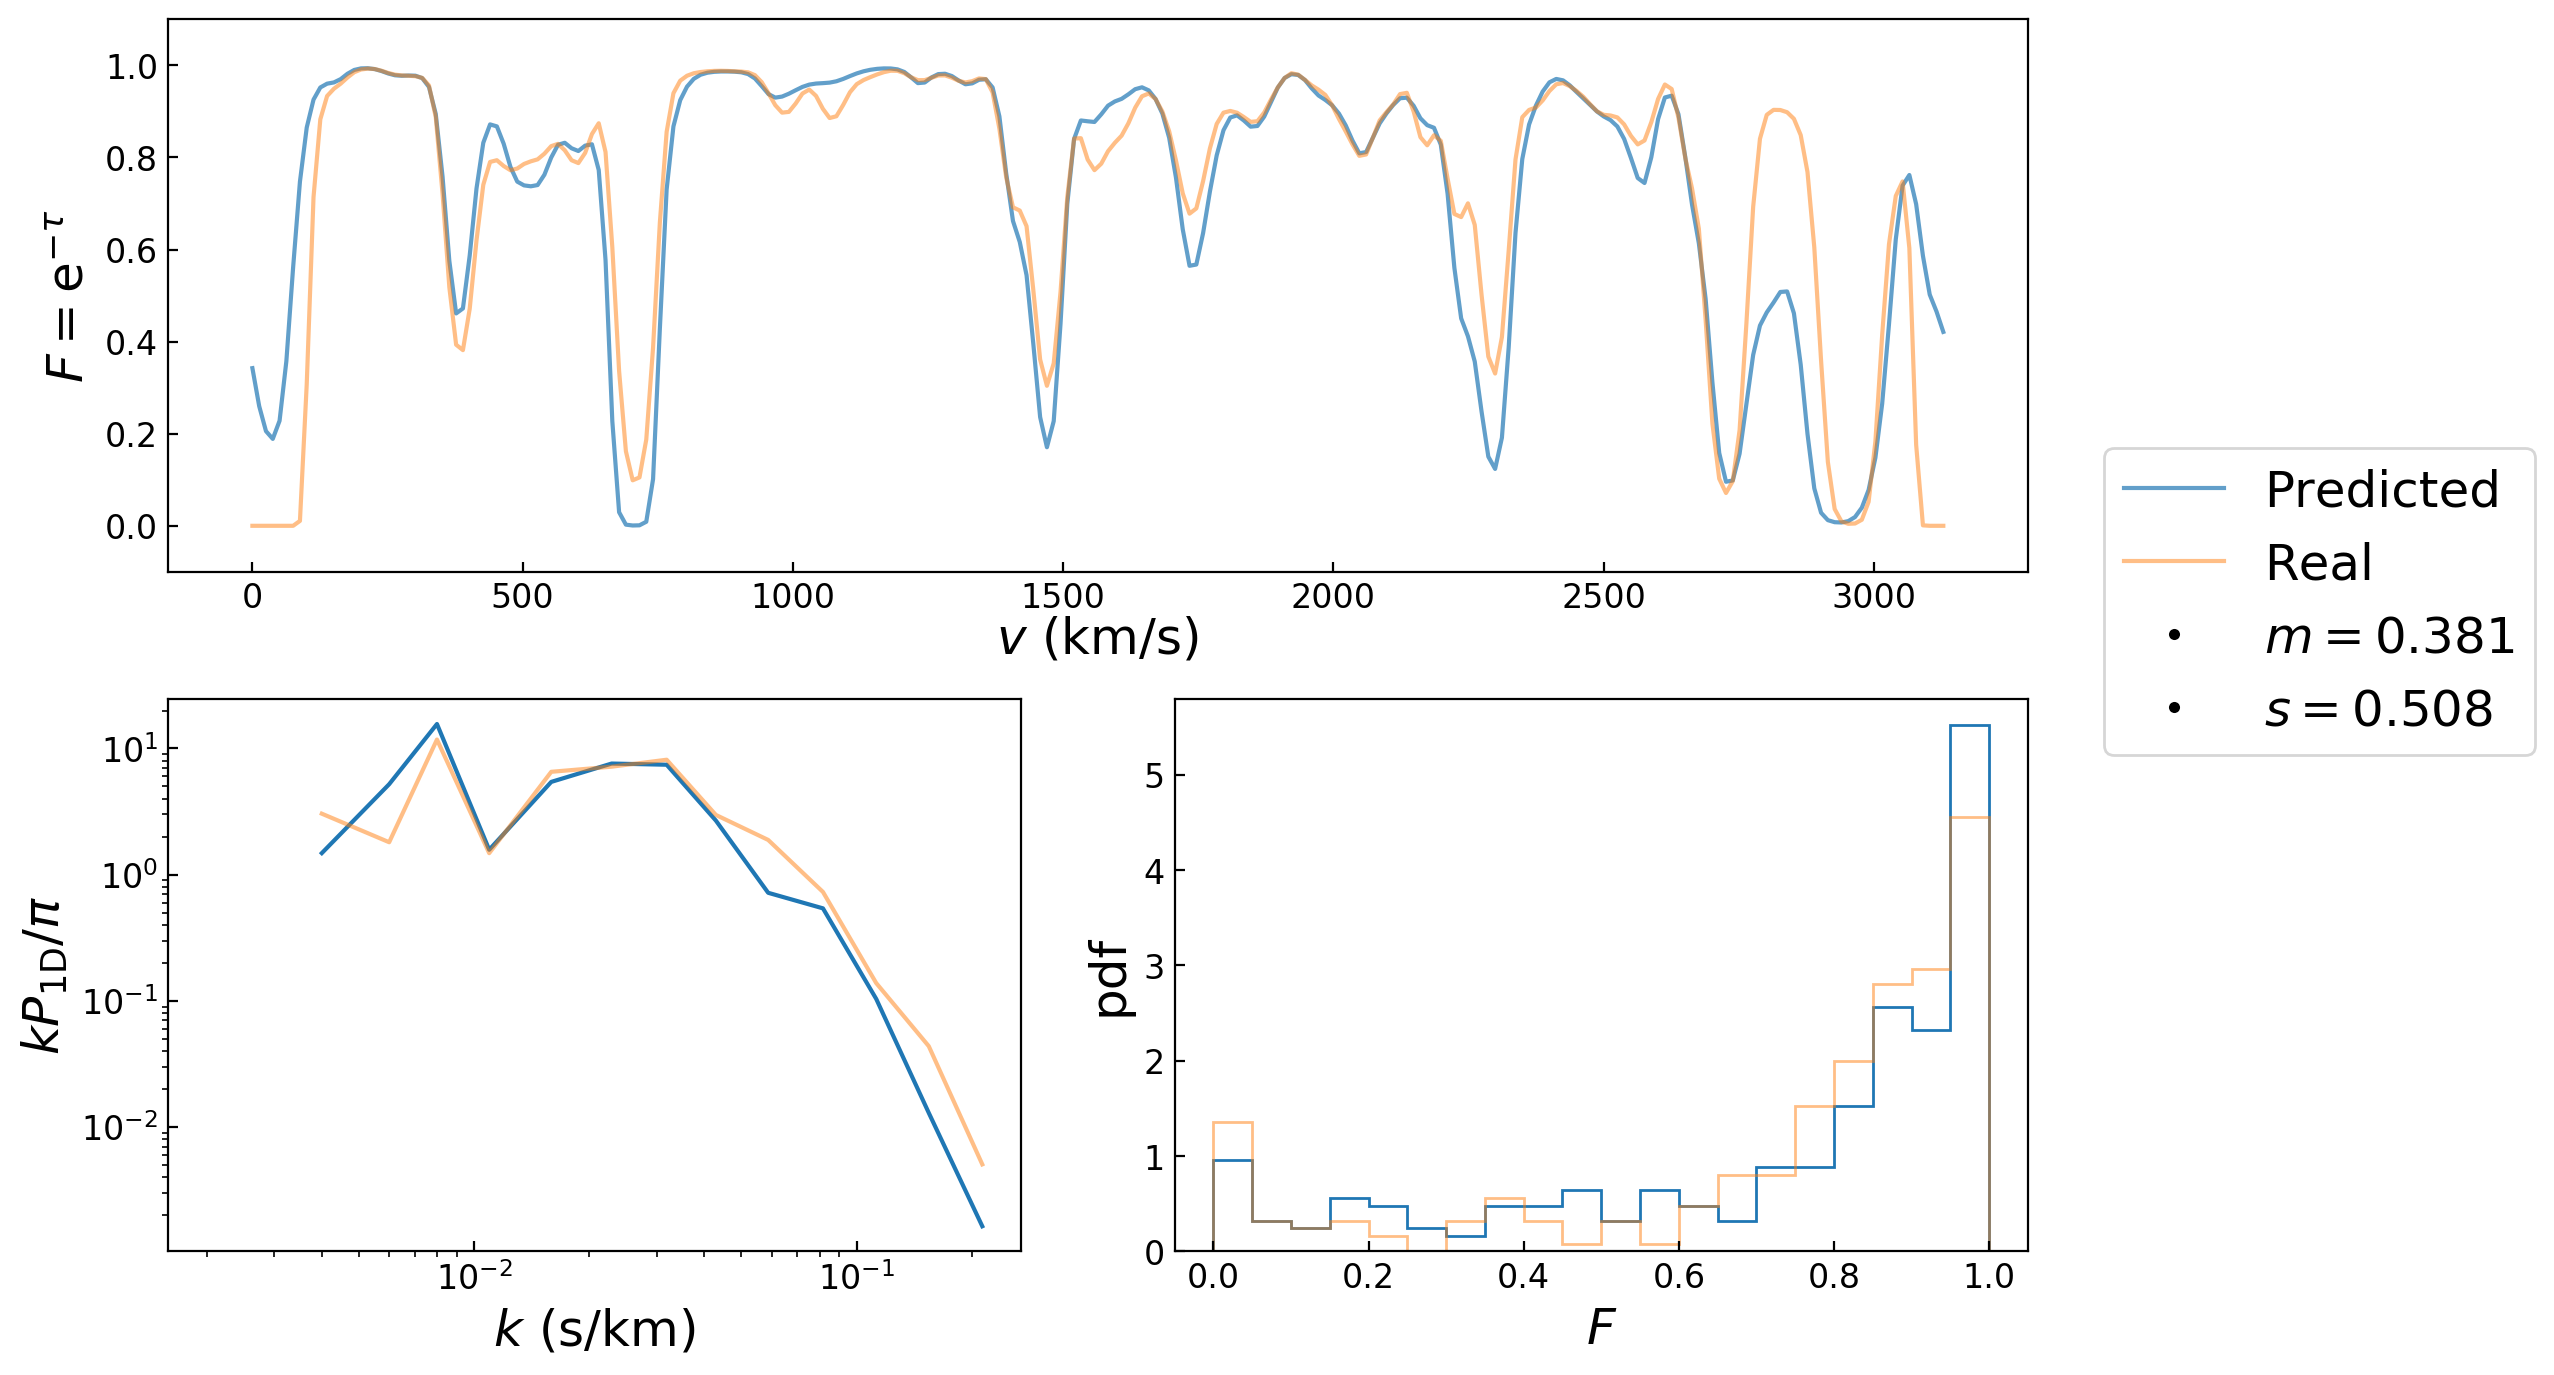 F = e^{−τ}
1.0
0.8
0.6
0.4
0.2
0.0
0 500 1000 1500 2000 2500 3000
v (km/s)
Predicted
Real
m = 0.381
s = 0.508
kP_{1D}/π
10^1
10^0
10^{−1}
10^{−2}
10^{−2} 10^{−1}
k (s/km)
pdf
5
4
3
2
1
0
0.0 0.2 0.4 0.6 0.8 1.0
F